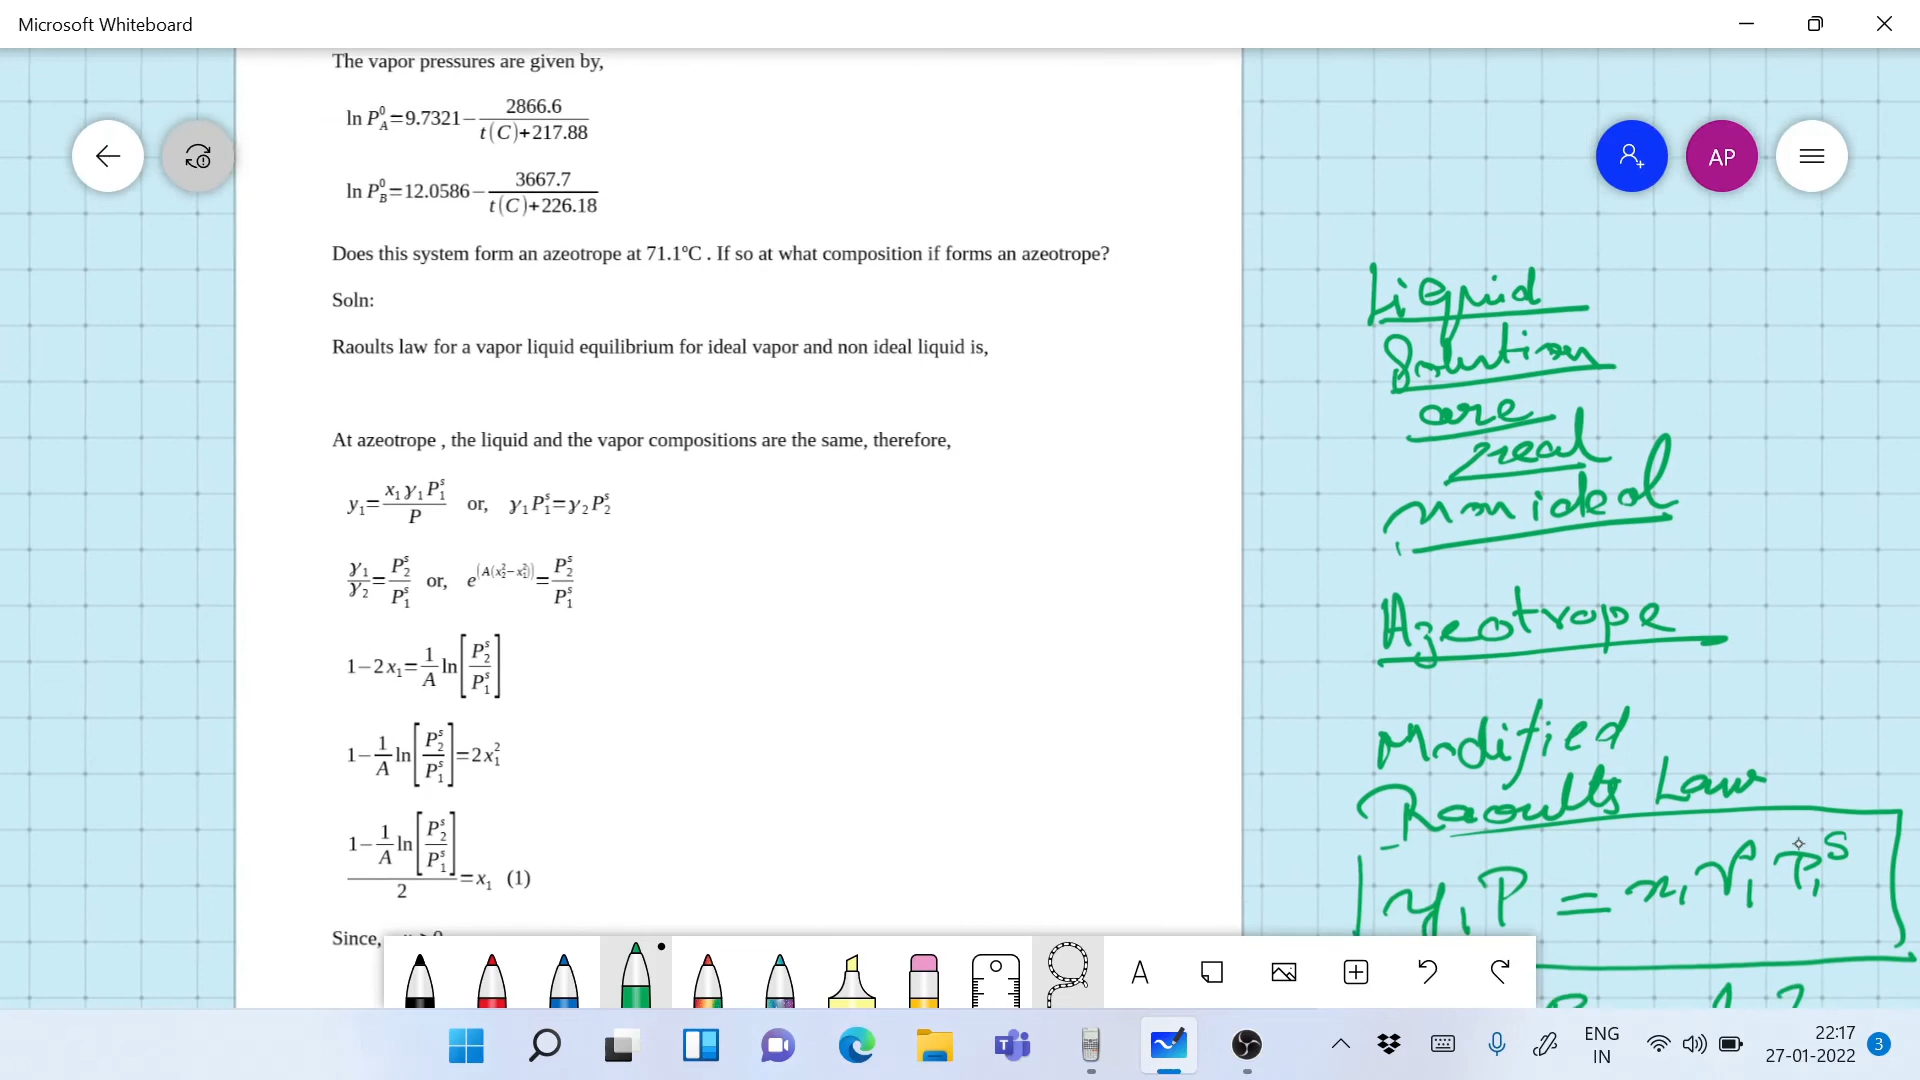 Microsoft Whiteboard
The vapor pressures are given by,
ln P_A^0=9.7321−2866.6/(t(C)+217.88)
ln P_B^0=12.0586−3667.7/(t(C)+226.18)
Does this system form an azeotrope at 71.1°C . If so at what composition if forms an azeotrope?
Soln:
Raoults law for a vapor liquid equilibrium for ideal vapor and non ideal liquid is,
At azeotrope , the liquid and the vapor compositions are the same, therefore,
y₁=x₁γ₁P₁ˢ/P or, γ₁P₁ˢ=γ₂P₂ˢ
γ₁/γ₂=P₂ˢ/P₁ˢ or, e^(A(x₂²−x₁²))=P₂ˢ/P₁ˢ
1−2x₁=1/A ln[P₂ˢ/P₁ˢ]
1−1/A ln[P₂ˢ/P₁ˢ]=2x₁²
(1−1/A ln[P₂ˢ/P₁ˢ])/2=x₁ (1)
Since,
AP
Liquid
Solution
are
real
non ideal
Azeotrope
Modified
Raoults Law
y₁P = x₁γ₁P₁ˢ
A
T
ENG
IN
22:17
27-01-2022
3